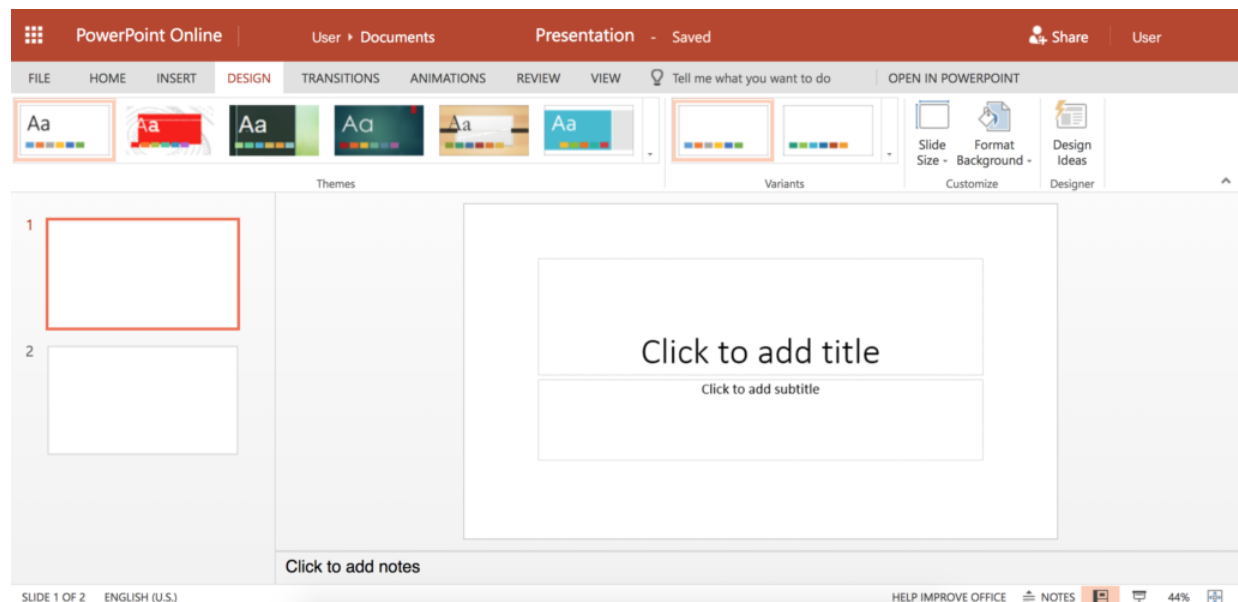 PowerPoint Online User ▸ Documents Presentation - Saved Share User
FILE HOME INSERT DESIGN TRANSITIONS ANIMATIONS REVIEW VIEW Tell me what you want to do OPEN IN POWERPOINT
Aa Aa Aa Aa Aa Aa
Slide Format Design
Size Background Ideas
Themes Variants Customize Designer
1
Click to add title
2
Click to add subtitle
Click to add notes
SLIDE 1 OF 2 ENGLISH (U.S.) HELP IMPROVE OFFICE NOTES 44%